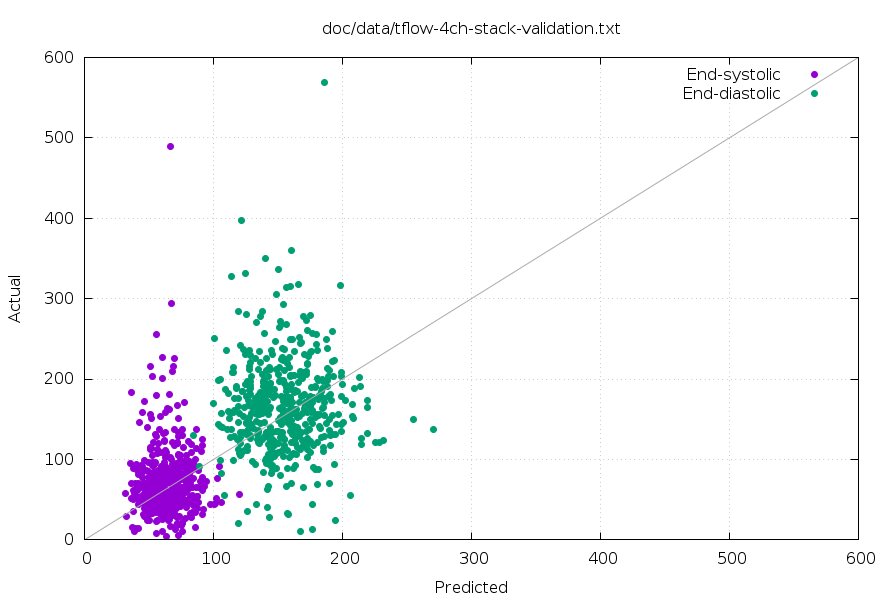 doc/data/tflow-4ch-stack-validation.txt
600
End-systolic
End-diastolic
500
400
300
200
100
0
Actual
0 100 200 300 400 500 600
Predicted